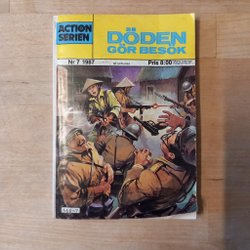 ACTION
SERIEN
DÖDEN
GÖR BESÖK
Nr 7 1987
Pris 8:00